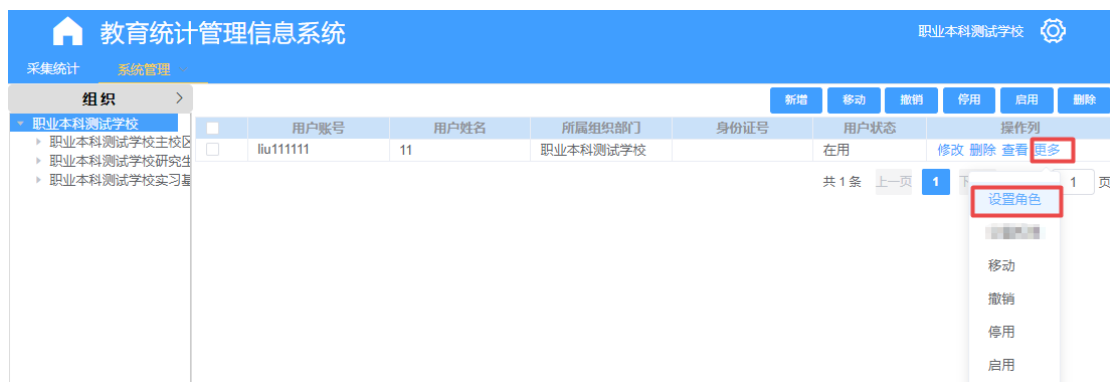 教育统计管理信息系统
职业本科测试学校
采集统计 系统管理
组织 >
新增 移动 撤销 停用 启用 删除
职业本科测试学校
职业本科测试学校主校区
职业本科测试学校研究生
职业本科测试学校实习基
用户账号 用户姓名 所属组织部门 身份证号 用户状态 操作列
liu111111 11 职业本科测试学校 在用 修改 删除 查看 更多
共 1 条 上一页 1 下 1 页
设置角色
移动
撤销
停用
启用